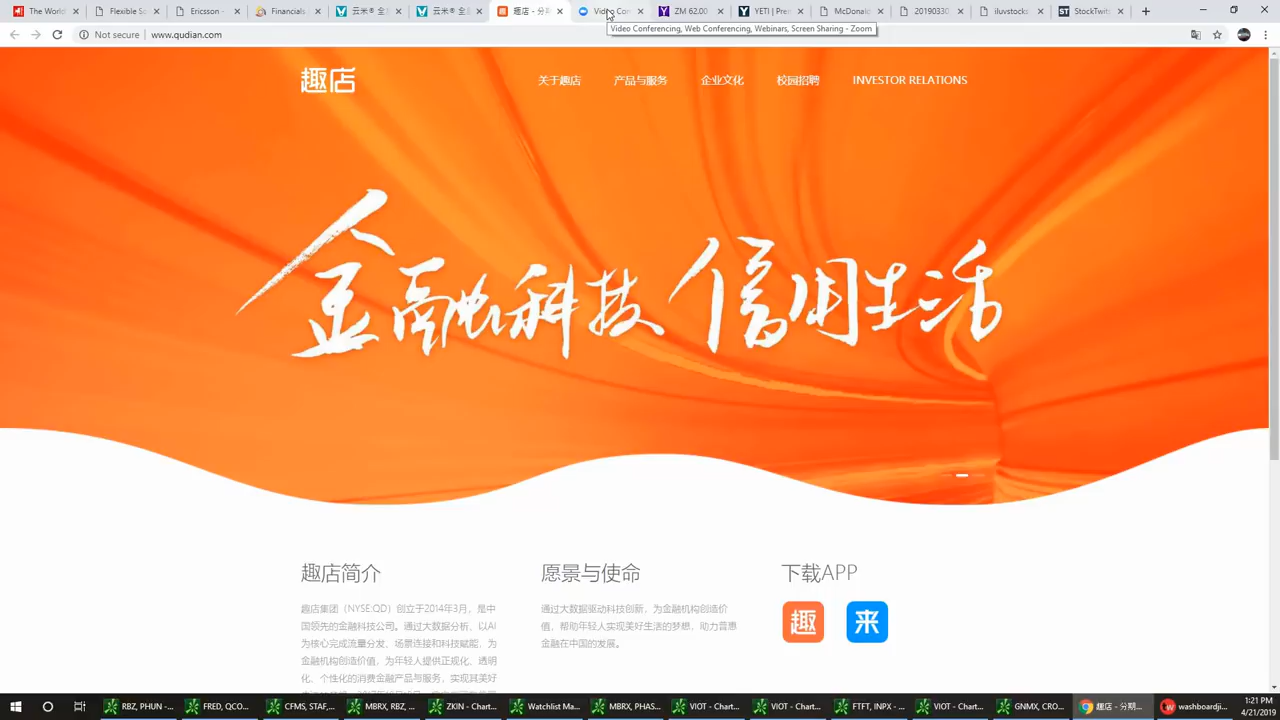 The World's
Flexible Sc
Ericsson -
Financials
云米® 全屋
云米® 全屋
趣店 - 分期
Video Con
ZM 62.00
YETI | Prem
McDonald
20190330
iluvstocks
StockTwits
Not secure
www.qudian.com
Video Conferencing, Web Conferencing, Webinars, Screen Sharing - Zoom
趣店
关于趣店
产品与服务
企业文化
校园招聘
INVESTOR RELATIONS
金融科技 信用生活
趣店简介
趣店集团（NYSE:QD）创立于2014年3月，是中
国领先的金融科技公司。通过大数据分析，以AI
为核心完成流量分发、场景连接和科技赋能，为
金融机构创造价值，为年轻人提供正规化、透明
化、个性化的消费金融产品与服务，实现其美好
愿景与使命
通过大数据驱动科技创新，为金融机构创造价
值，帮助年轻人实现美好生活的梦想，助力普惠
金融在中国的发展。
下载APP
趣
来
RBZ, PHUN -...
FRED, QCO...
CFMS, STAF,...
MBRX, RBZ, ...
ZKIN - Chart...
Watchlist Ma...
MBRX, PHAS...
VIOT - Chart...
VIOT - Chart...
FTFT, INPX - ...
VIOT - Chart...
GNMX, CRO...
趣店 - 分期...
washboardji...
1:21 PM
4/21/2019